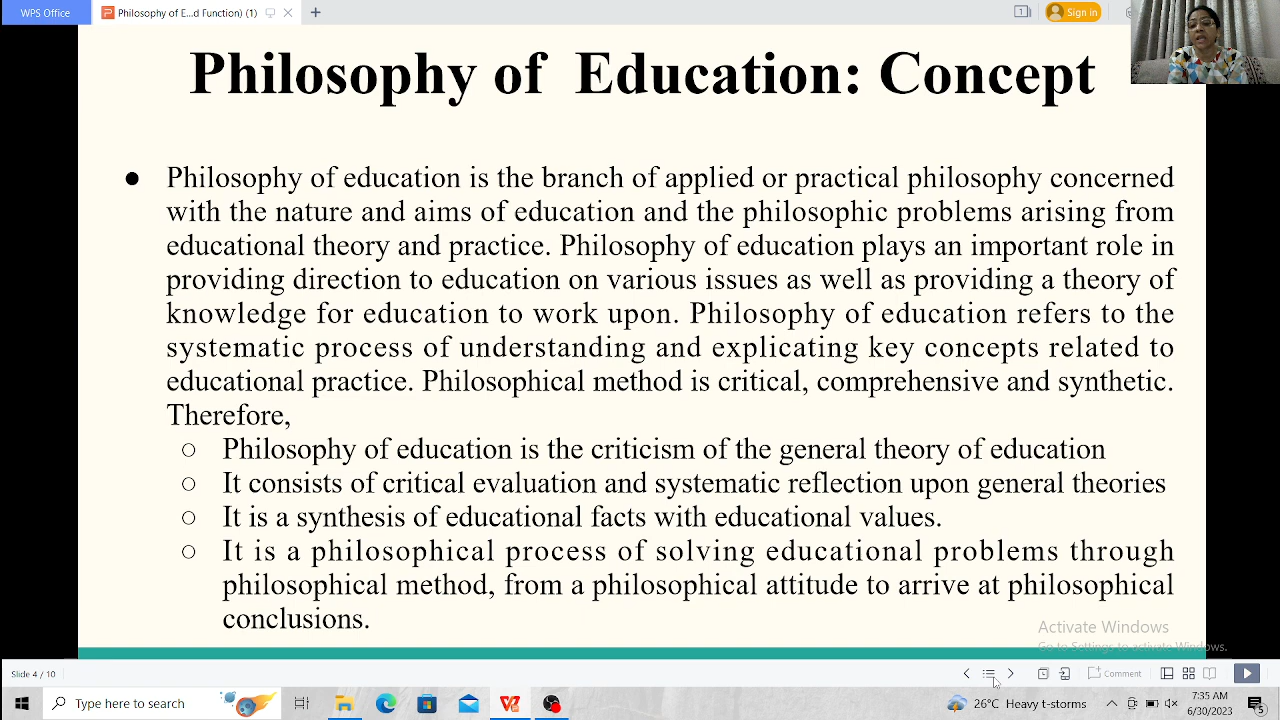 WPS Office
Philosophy of E...d Function) (1)
Sign in
Philosophy of Education: Concept
● Philosophy of education is the branch of applied or practical philosophy concerned
with the nature and aims of education and the philosophic problems arising from
educational theory and practice. Philosophy of education plays an important role in
providing direction to education on various issues as well as providing a theory of
knowledge for education to work upon. Philosophy of education refers to the
systematic process of understanding and explicating key concepts related to
educational practice. Philosophical method is critical, comprehensive and synthetic.
Therefore,
○ Philosophy of education is the criticism of the general theory of education
○ It consists of critical evaluation and systematic reflection upon general theories
○ It is a synthesis of educational facts with educational values.
○ It is a philosophical process of solving educational problems through
philosophical method, from a philosophical attitude to arrive at philosophical
conclusions.
Activate Windows
Go to Settings to activate Windows.
Slide 4 / 10
Comment
Type here to search
26°C Heavy t-storms
7:35 AM
6/30/2023
5